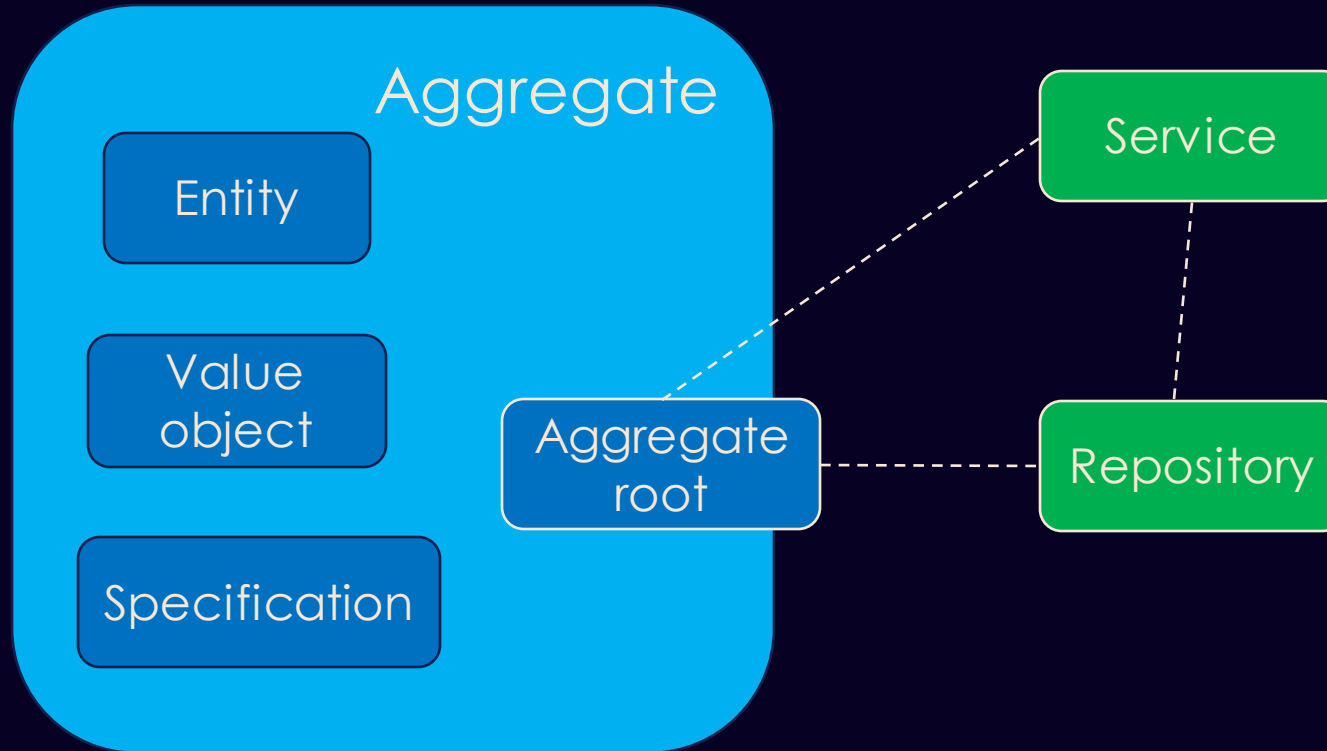 Aggregate
Entity
Value
object
Specification
Aggregate
root
Service
Repository